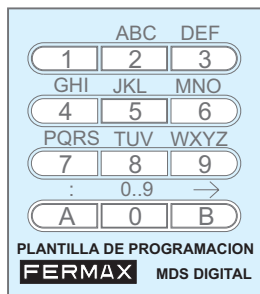 ABC DEF
1 2 3
GHI JKL MNO
4 5 6
PQRS TUV WXYZ
7 8 9
: 0..9 →
A 0 B
PLANTILLA DE PROGRAMACION
FERMAX MDS DIGITAL